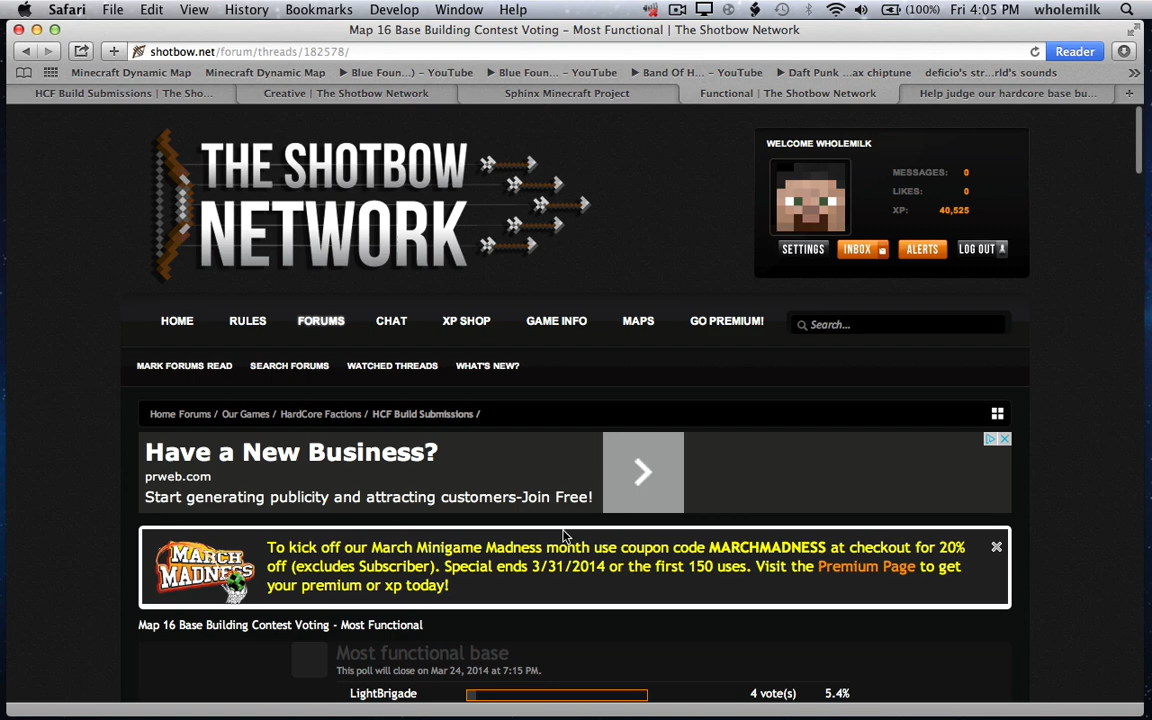 Safari File Edit View History Bookmarks Develop Window Help (100%) Fri 4:05 PM wholemilk
Map 16 Base Building Contest Voting – Most Functional | The Shotbow Network
shotbow.net/forum/threads/182578/ Reader
Minecraft Dynamic Map Minecraft Dynamic Map ▶ Blue Foun...) – YouTube ▶ Blue Foun... – YouTube ▶ Band Of H... – YouTube ▶ Daft Punk ...ax chiptune deficio's str...rld's sounds
HCF Build Submissions | The Sho... Creative | The Shotbow Network Sphinx Minecraft Project Functional | The Shotbow Network Help judge our hardcore base bu...
THE SHOTBOW
NETWORK
WELCOME WHOLEMILK
MESSAGES: 0
LIKES: 0
XP: 40,525
SETTINGS INBOX ALERTS LOG OUT
HOME RULES FORUMS CHAT XP SHOP GAME INFO MAPS GO PREMIUM! Search...
MARK FORUMS READ SEARCH FORUMS WATCHED THREADS WHAT'S NEW?
Home Forums / Our Games / HardCore Factions / HCF Build Submissions /
Have a New Business?
prweb.com
Start generating publicity and attracting customers-Join Free!
MARCH
MADNESS
To kick off our March Minigame Madness month use coupon code MARCHMADNESS at checkout for 20%
off (excludes Subscriber). Special ends 3/31/2014 or the first 150 uses. Visit the Premium Page to get
your premium or xp today!
Map 16 Base Building Contest Voting - Most Functional
Most functional base
This poll will close on Mar 24, 2014 at 7:15 PM.
LightBrigade 4 vote(s) 5.4%